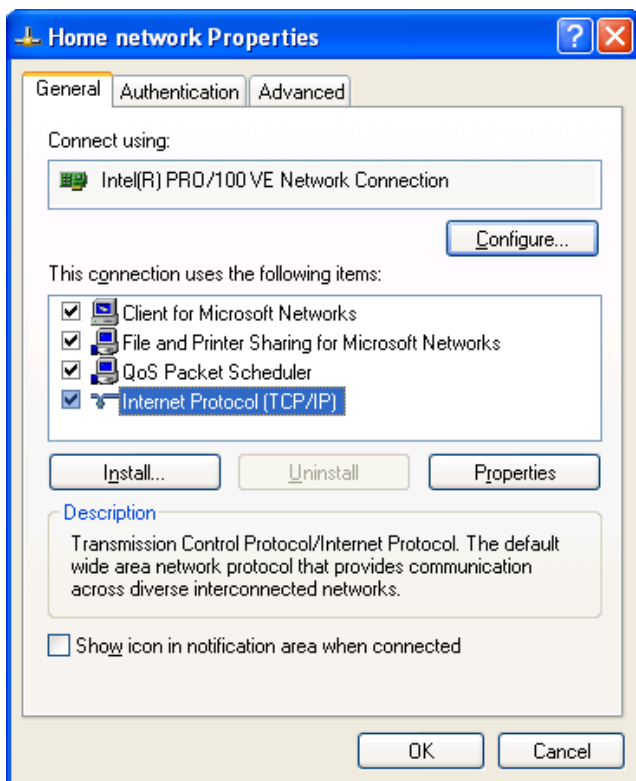 Home network Properties
General Authentication Advanced
Connect using:
Intel(R) PRO/100 VE Network Connection
Configure...
This connection uses the following items:
Client for Microsoft Networks
File and Printer Sharing for Microsoft Networks
QoS Packet Scheduler
Internet Protocol (TCP/IP)
Install... Uninstall Properties
Description
Transmission Control Protocol/Internet Protocol. The default
wide area network protocol that provides communication
across diverse interconnected networks.
Show icon in notification area when connected
OK Cancel